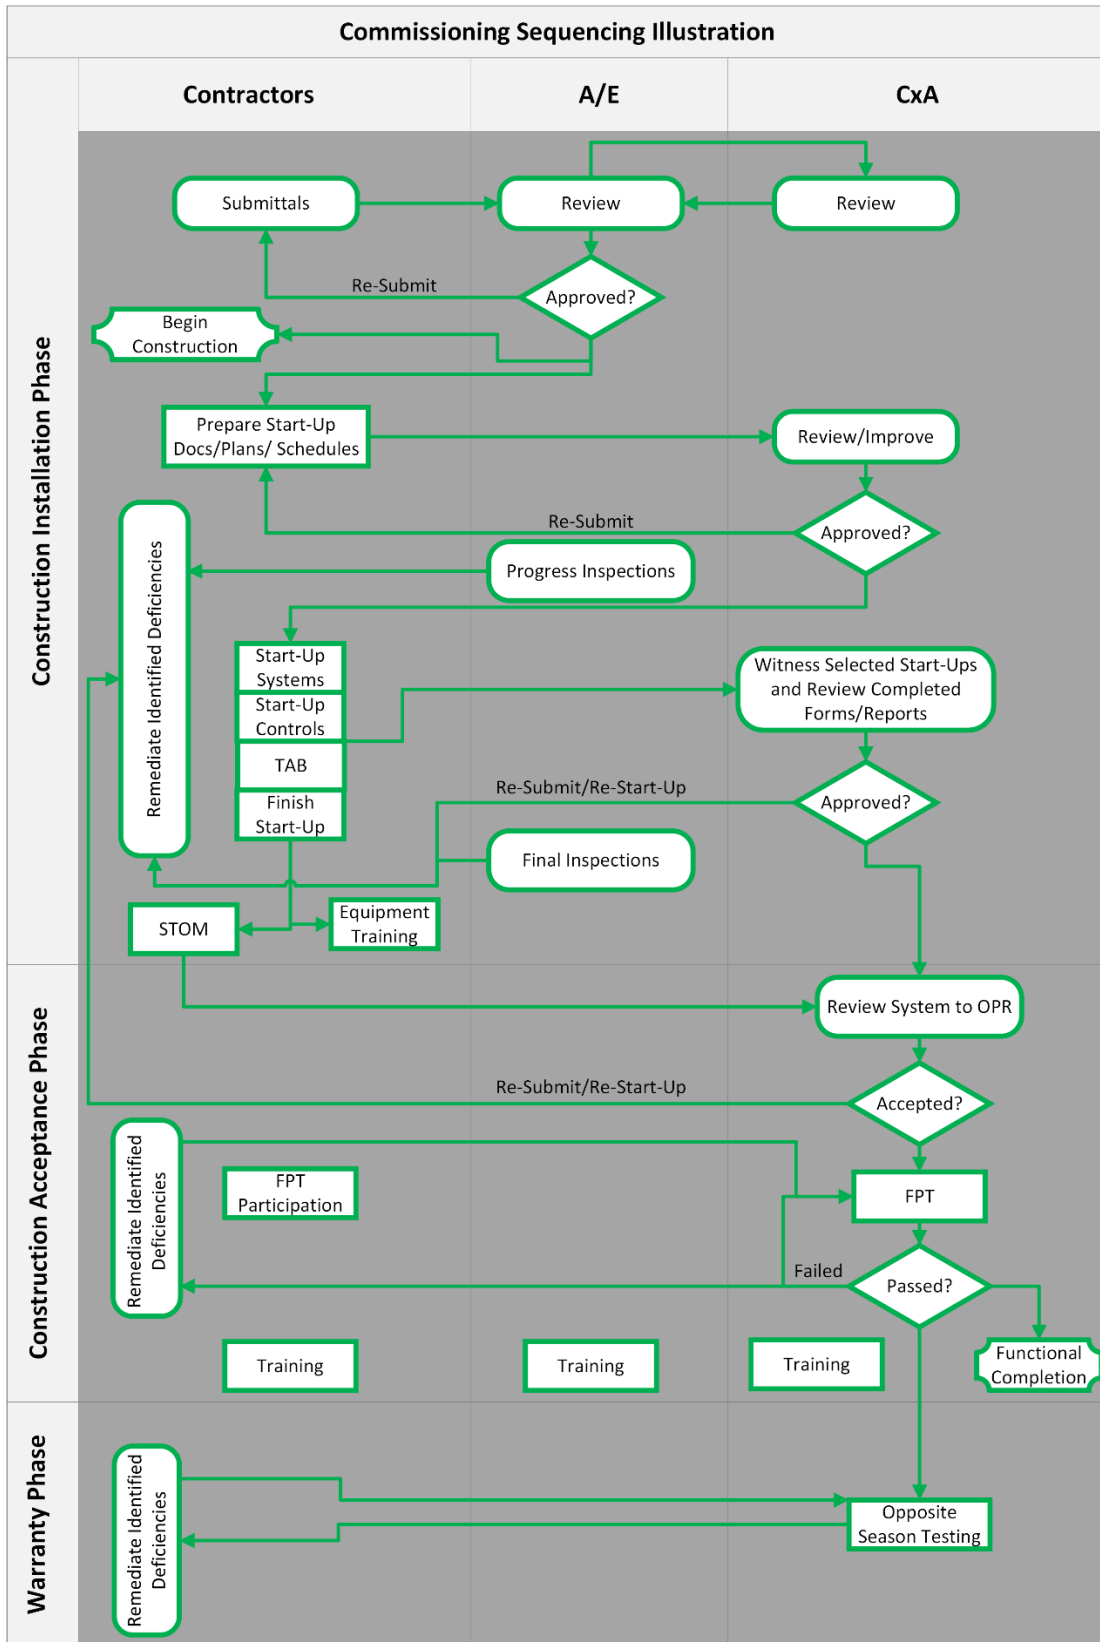 Commissioning Sequencing Illustration
Contractors
A/E
CxA
Construction Installation Phase
Submittals
Review
Review
Re-Submit
Approved?
Begin
Construction
Prepare Start-Up
Docs/Plans/ Schedules
Review/Improve
Re-Submit
Approved?
Remediate Identified Deficiencies
Progress Inspections
Start-Up
Systems
Start-Up
Controls
TAB
Finish
Start-Up
Witness Selected Start-Ups
and Review Completed
Forms/Reports
Re-Submit/Re-Start-Up
Approved?
Final Inspections
STOM
Equipment
Training
Construction Acceptance Phase
Review System to OPR
Re-Submit/Re-Start-Up
Accepted?
Remediate Identified
Deficiencies
FPT
Participation
FPT
Failed
Passed?
Training
Training
Training
Functional
Completion
Warranty Phase
Remediate Identified
Deficiencies
Opposite
Season Testing